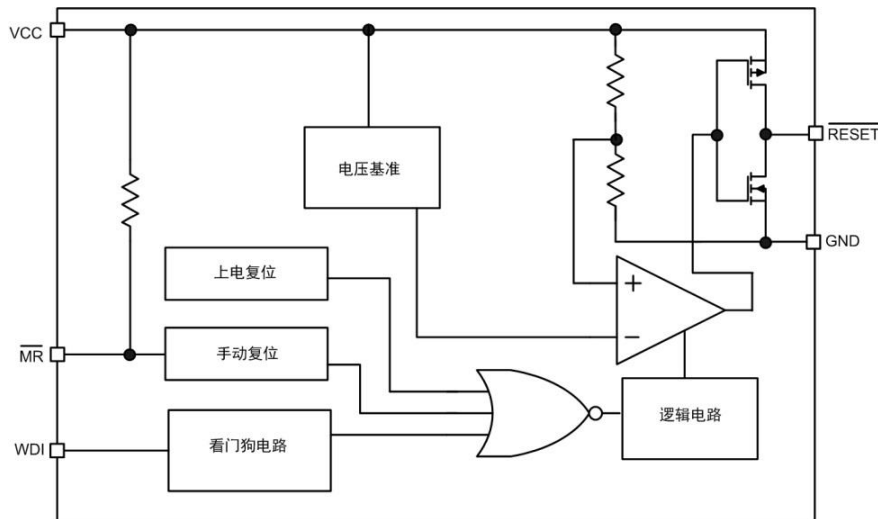 VCC
RESET
电压基准
GND
上电复位
+
−
MR
手动复位
逻辑电路
WDI
看门狗电路